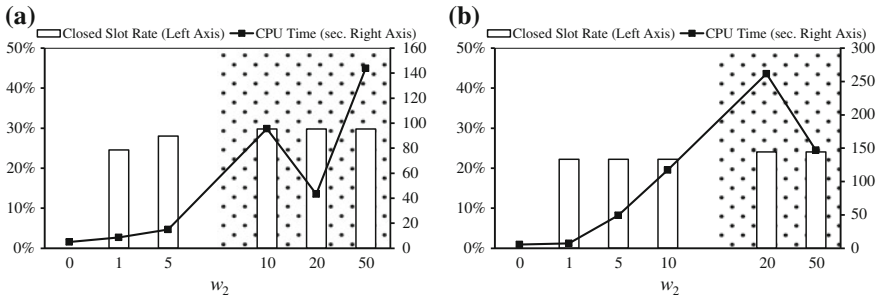 (a)
Closed Slot Rate (Left Axis) CPU Time (sec. Right Axis)
50% 160
140
40% 120
30% 100
80
20% 60
10% 40
20
0% 0
0 1 5 10 20 50
w2
(b)
Closed Slot Rate (Left Axis) CPU Time (sec. Right Axis)
50% 300
40% 250
200
30% 150
20% 100
10% 50
0% 0
0 1 5 10 20 50
w2